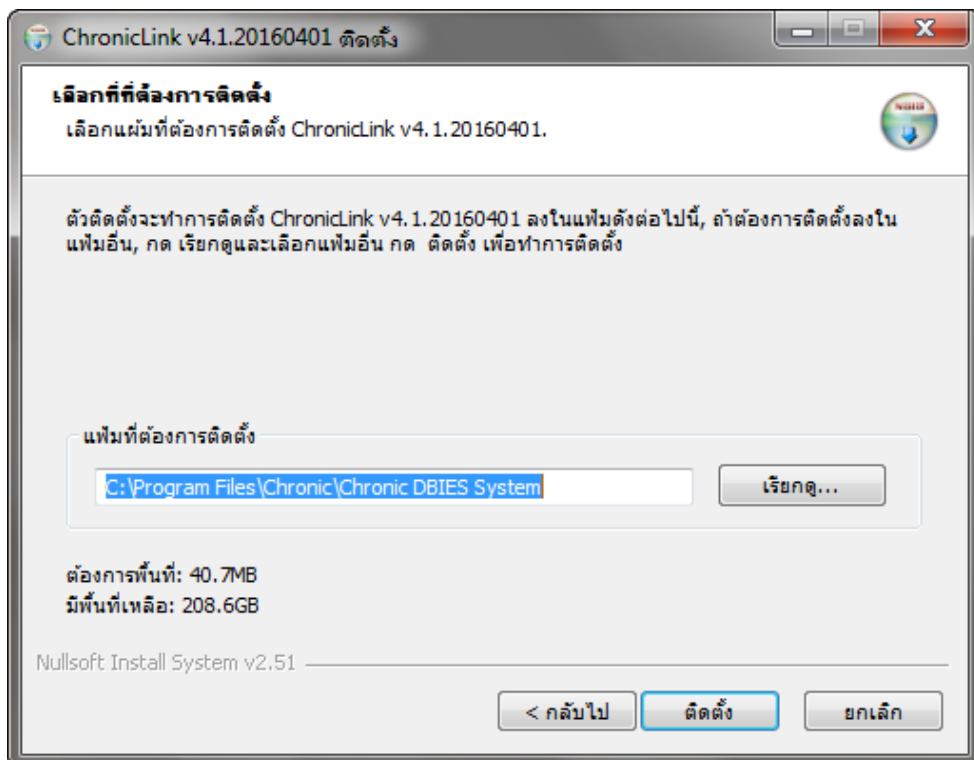 ChronicLink v4.1.20160401 ติดตั้ง
เลือกที่ที่ต้องการติดตั้ง
เลือกแผ้มที่ต้องการติดตั้ง ChronicLink v4.1.20160401.
NHSO
ตัวติดตั้งจะทำการติดตั้ง ChronicLink v4.1.20160401 ลงในแฟ้มดังต่อไปนี้, ถ้าต้องการติดตั้งลงใน
แฟ้มอื่น, กด เรียกดูและเลือกแฟ้มอื่น กด  ติดตั้ง เพื่อทำการติดตั้ง
แฟ้มที่ต้องการติดตั้ง
C:\Program Files\Chronic\Chronic DBIES System
เรียกดู...
ต้องการพื้นที่: 40.7MB
มีพื้นที่เหลือ: 208.6GB
Nullsoft Install System v2.51
< กลับไป
ติดตั้ง
ยกเลิก